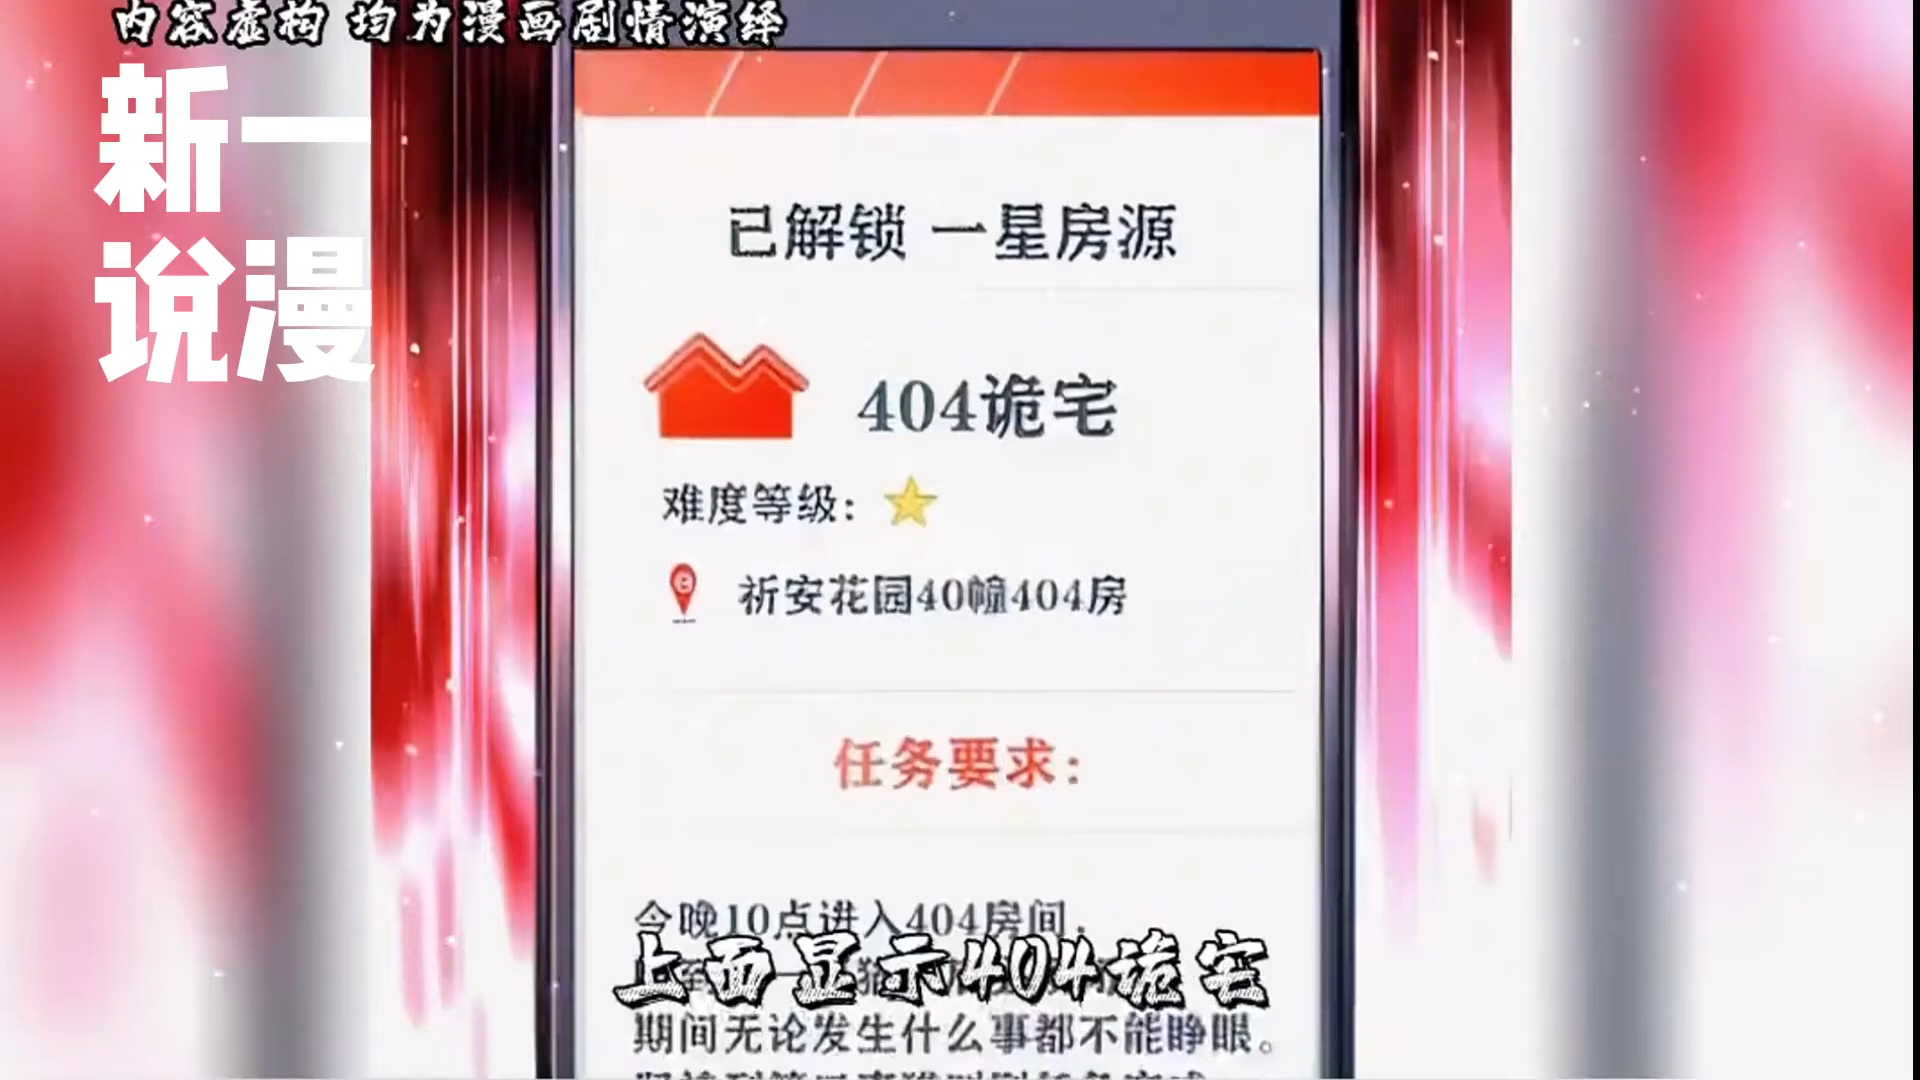 内容虚构 均为漫画剧情演绎
新一
说漫
已解锁 一星房源
404诡宅
难度等级：
祈安花园40幢404房
任务要求：
今晚10点进入404房间，
上面显示404诡宅
期间无论发生什么事都不能睁眼。